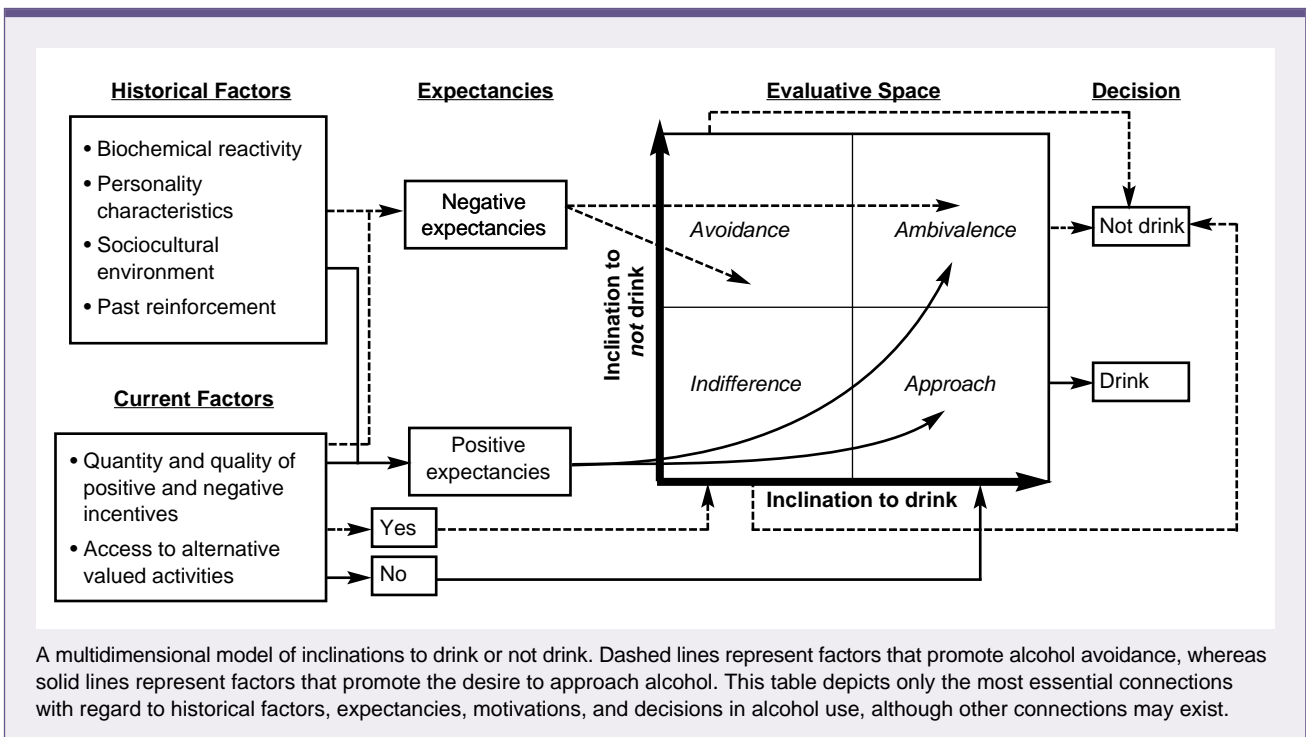 Historical Factors
• Biochemical reactivity
• Personality
characteristics
• Sociocultural
environment
• Past reinforcement
Current Factors
• Quantity and quality of
positive and negative
incentives
• Access to alternative
valued activities
Expectancies
Negative
expectancies
Positive
expectancies
Yes
No
Evaluative Space
Inclination to
not drink
Avoidance
Ambivalence
Indifference
Approach
Inclination to drink
Decision
Not drink
Drink
A multidimensional model of inclinations to drink or not drink. Dashed lines represent factors that promote alcohol avoidance, whereas
solid lines represent factors that promote the desire to approach alcohol. This table depicts only the most essential connections
with regard to historical factors, expectancies, motivations, and decisions in alcohol use, although other connections may exist.